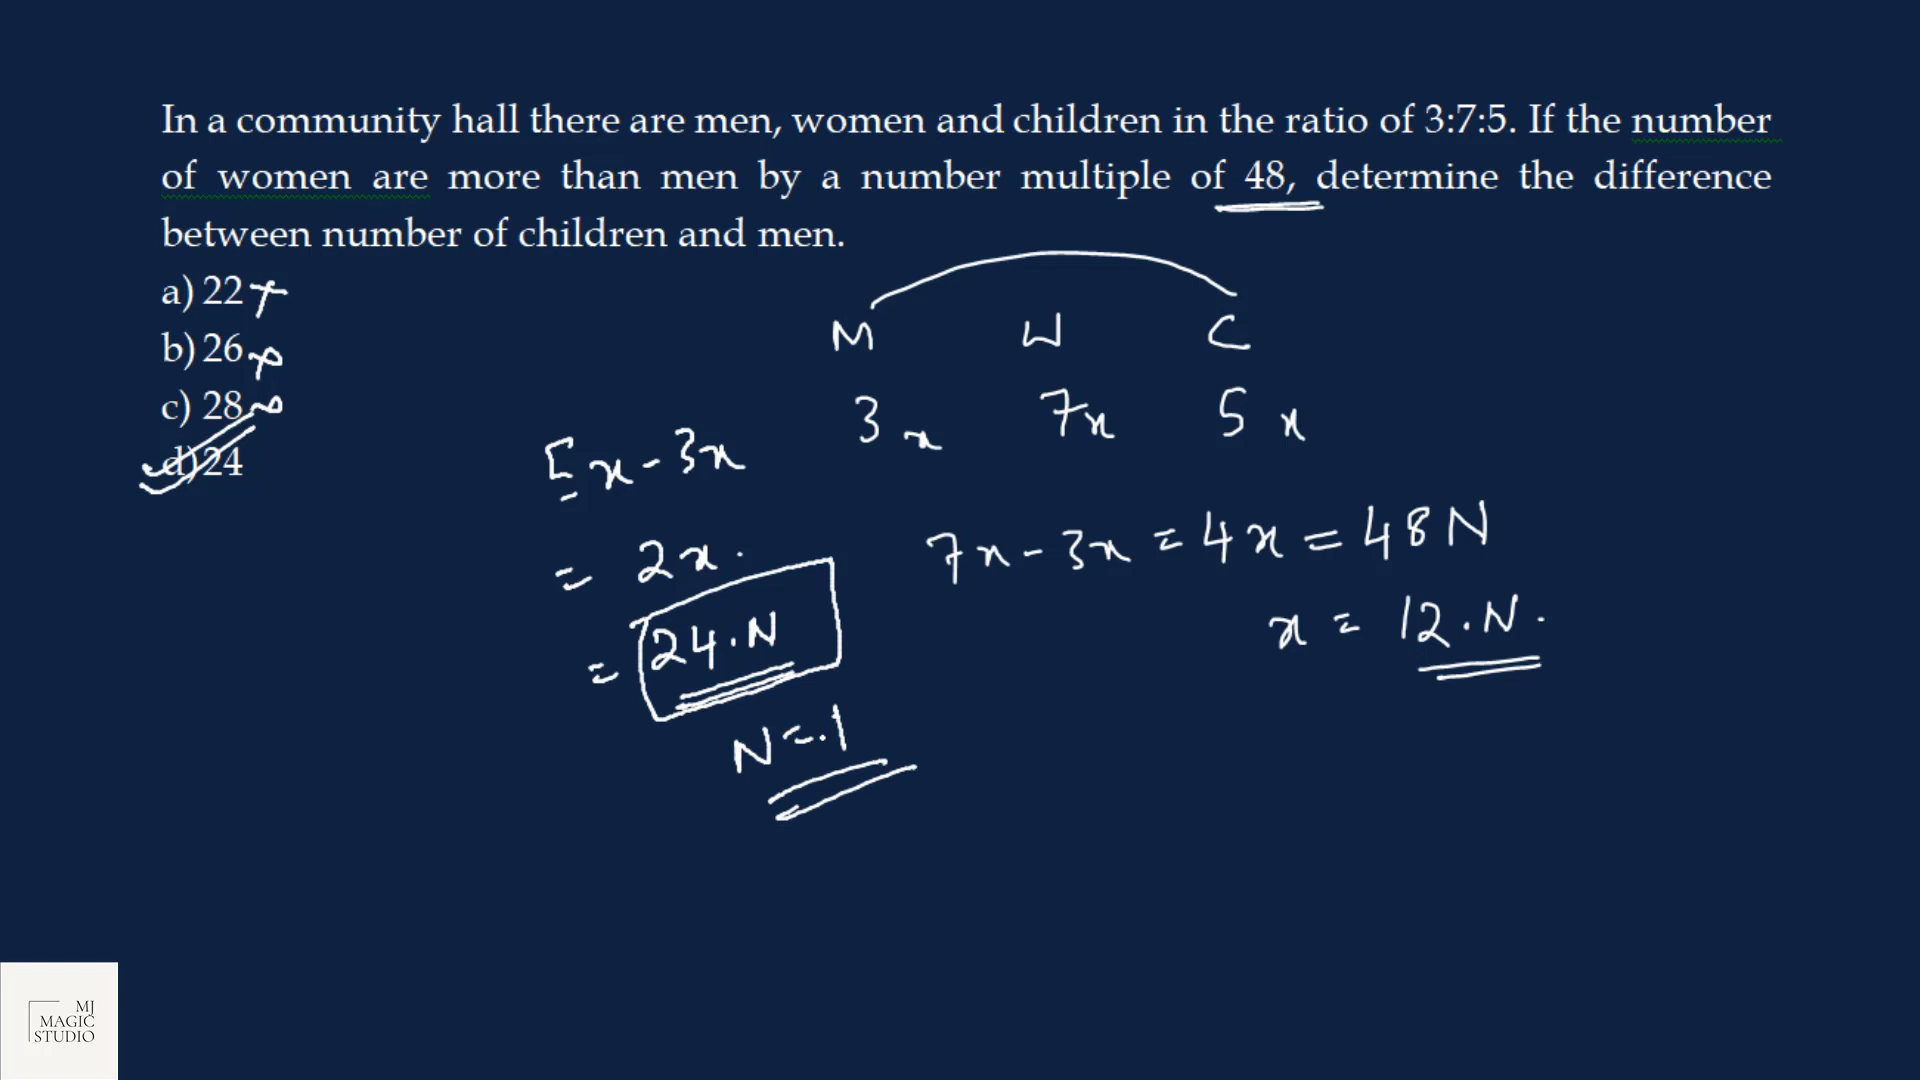 In a community hall there are men, women and children in the ratio of 3:7:5. If the number
of women are more than men by a number multiple of 48, determine the difference
between number of children and men.
a) 22
b) 26
c) 28
d) 24
M W C
3x 7x 5x
5x - 3x
= 2x.
= 24.N
N = 1
7x - 3x = 4x = 48N
x = 12.N.
MJ
MAGIC
STUDIO